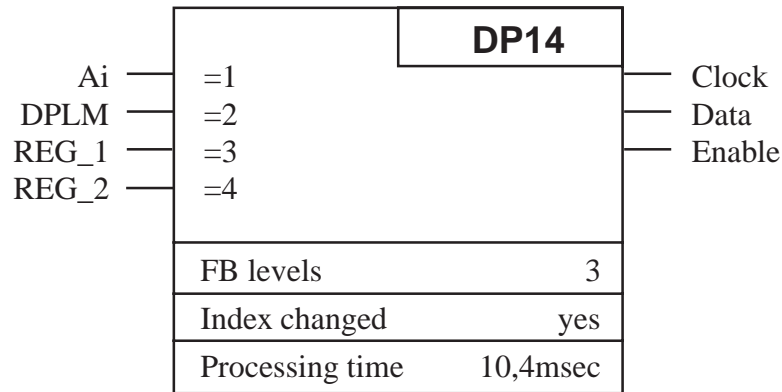 DP14
Ai =1 Clock
DPLM =2 Data
REG_1 =3 Enable
REG_2 =4
FB levels 3
Index changed yes
Processing time 10,4msec